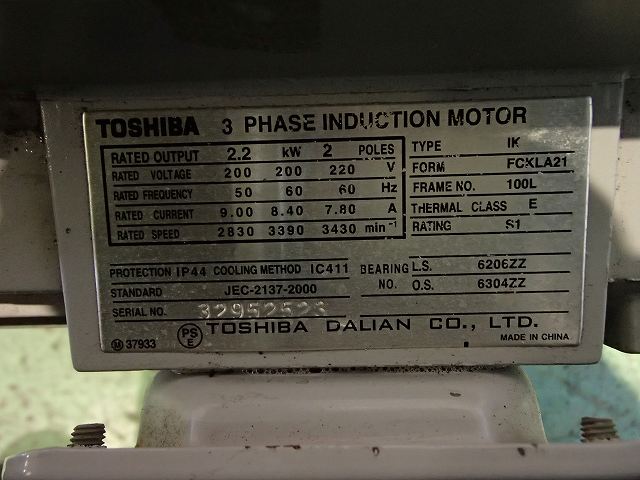 TOSHIBA 3 PHASE INDUCTION MOTOR
RATED OUTPUT 2.2 kW 2 POLES
RATED VOLTAGE 200 200 220 V
RATED FREQUENCY 50 60 60 Hz
RATED CURRENT 9.00 8.40 7.80 A
RATED SPEED 2830 3390 3430 min⁻¹
TYPE IK
FORM FCKLA21
FRAME NO. 100L
THERMAL CLASS E
RATING S1
PROTECTION IP44 COOLING METHOD IC411
STANDARD JEC-2137-2000
SERIAL NO. 32952528
BEARING L.S. 6206ZZ
NO. O.S. 6304ZZ
M 37933
PS E
TOSHIBA DALIAN CO., LTD.
MADE IN CHINA